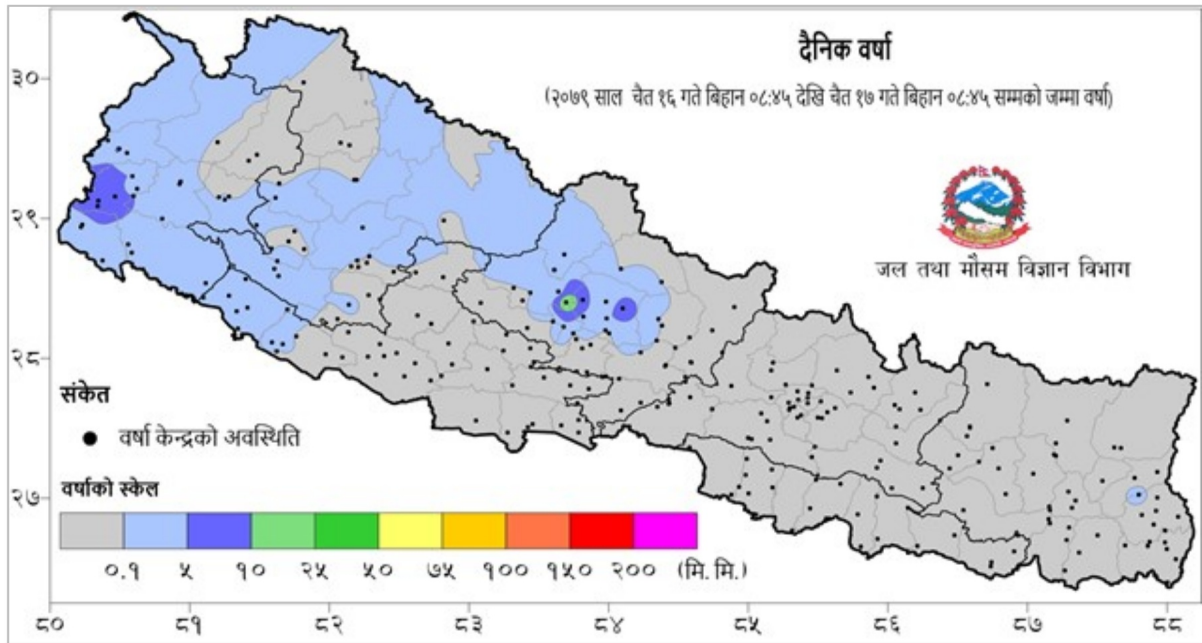 दैनिक वर्षा
(२०७९ साल चैत १६ गते बिहान ०८:४५ देखि चैत १७ गते बिहान ०८:४५ सम्मको जम्मा वर्षा)
जल तथा मौसम विज्ञान विभाग
३०
२९
२८
२७
संकेत
वर्षा केन्द्रको अवस्थिति
वर्षाको स्केल
०.१ ५ १० २५ ५० ७५ १०० १५० २०० (मि.मि.)
८० ८१ ८२ ८३ ८४ ८५ ८६ ८७ ८८